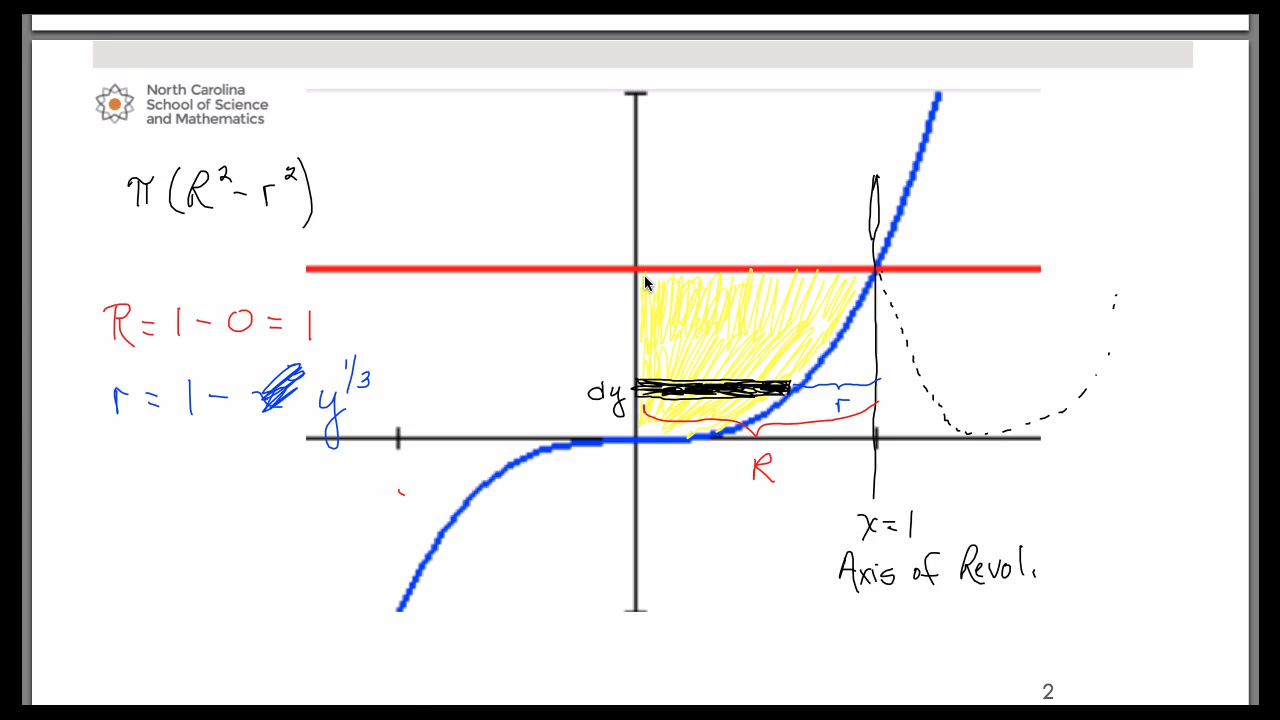 North Carolina
School of Science
and Mathematics
π(R²-r²)
R = 1 - 0 = 1
r = 1 - y^1/3
dy
r
R
x=1
Axis of Revol.
2